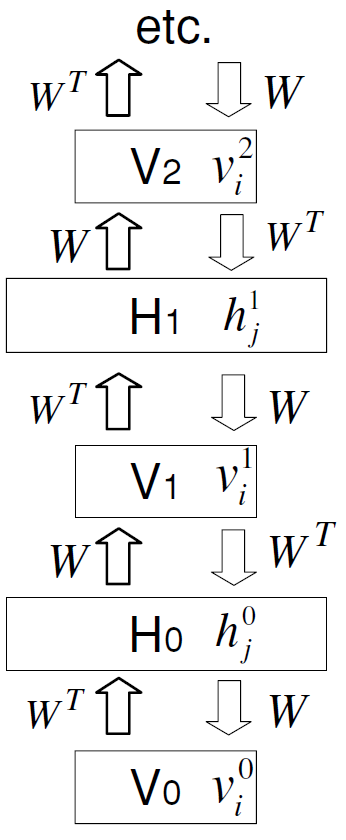 etc.
W^T W
V2 v_i^2
W W^T
H1 h_j^1
W^T W
V1 v_i^1
W W^T
H0 h_j^0
W^T W
V0 v_i^0